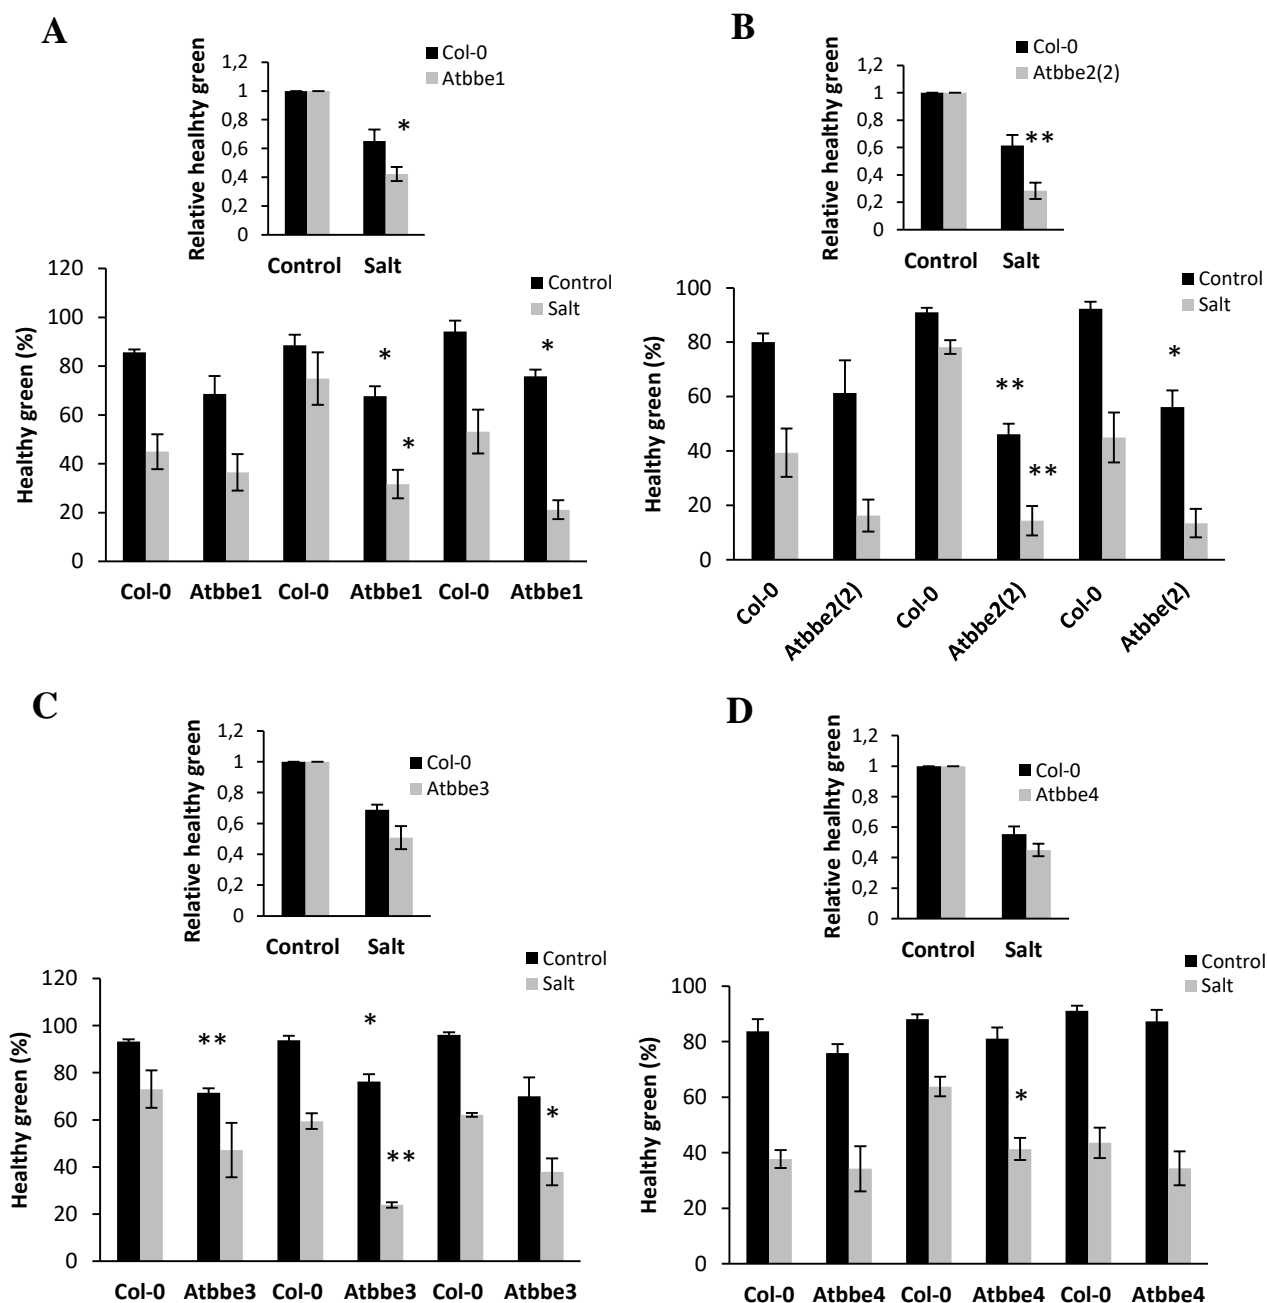 A
Relative healhty green
1,2
1
0,8
0,6
0,4
0,2
0
Col-0
Atbbe1
*
Control Salt
Healthy green (%)
120
100
80
60
40
20
0
Control
Salt
*
*
*
Col-0 Atbbe1 Col-0 Atbbe1 Col-0 Atbbe1
B
Relative healthy green
1,2
1
0,8
0,6
0,4
0,2
0
Col-0
Atbbe2(2)
**
Control Salt
Healthy green (%)
100
80
60
40
20
0
Control
Salt
**
**
*
Col-0 Atbbe2(2) Col-0 Atbbe2(2) Col-0 Atbbe(2)
C
Relative healthy green
1,2
1
0,8
0,6
0,4
0,2
0
Col-0
Atbbe3
Control Salt
Healthy green (%)
120
100
80
60
40
20
0
Control
Salt
**
*
**
*
Col-0 Atbbe3 Col-0 Atbbe3 Col-0 Atbbe3
D
Relative healhty green
1,2
1
0,8
0,6
0,4
0,2
0
Col-0
Atbbe4
Control Salt
Healthy green (%)
100
80
60
40
20
0
Control
Salt
*
Col-0 Atbbe4 Col-0 Atbbe4 Col-0 Atbbe4